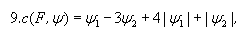 9.c(F, ψ) = ψ₁ − 3ψ₂ + 4 | ψ₁ | + | ψ₂ |,